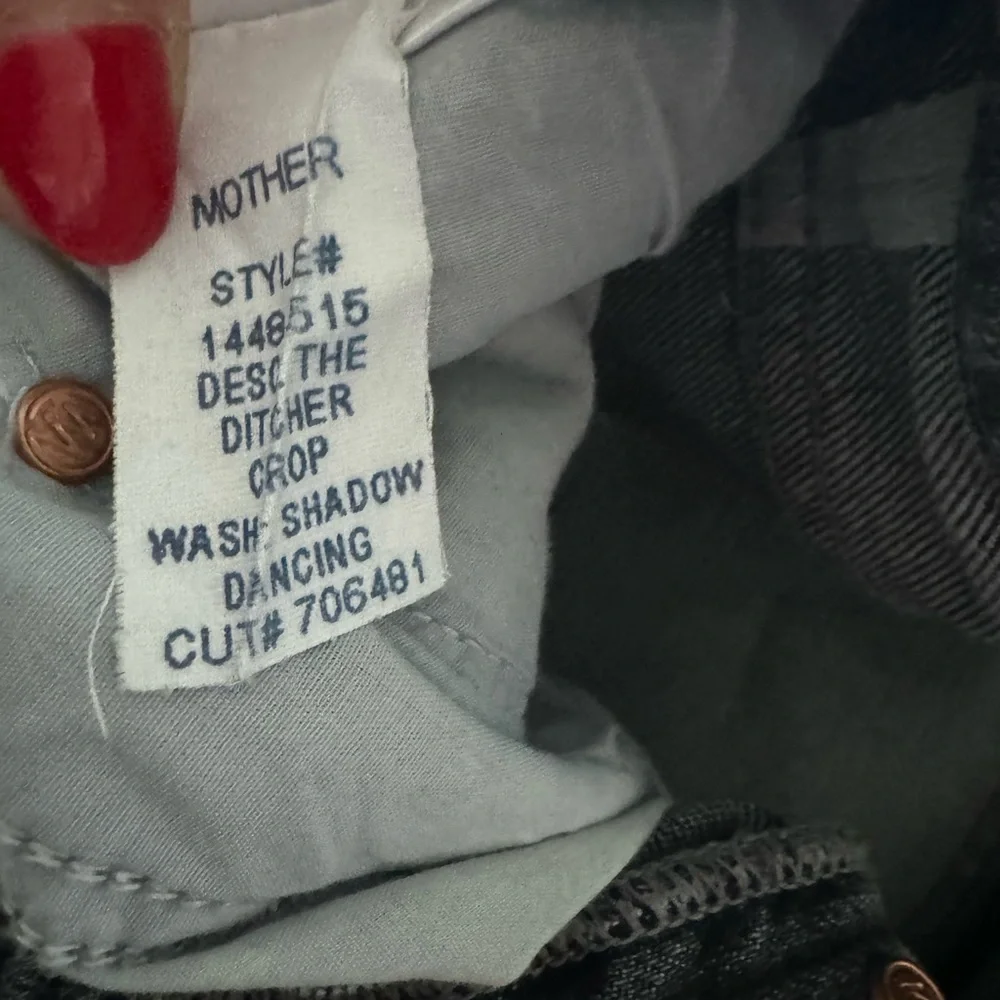 MOTHER
STYLE#
1448515
DESC THE
DITCHER
CROP
WASH: SHADOW
DANCING
CUT# 706481